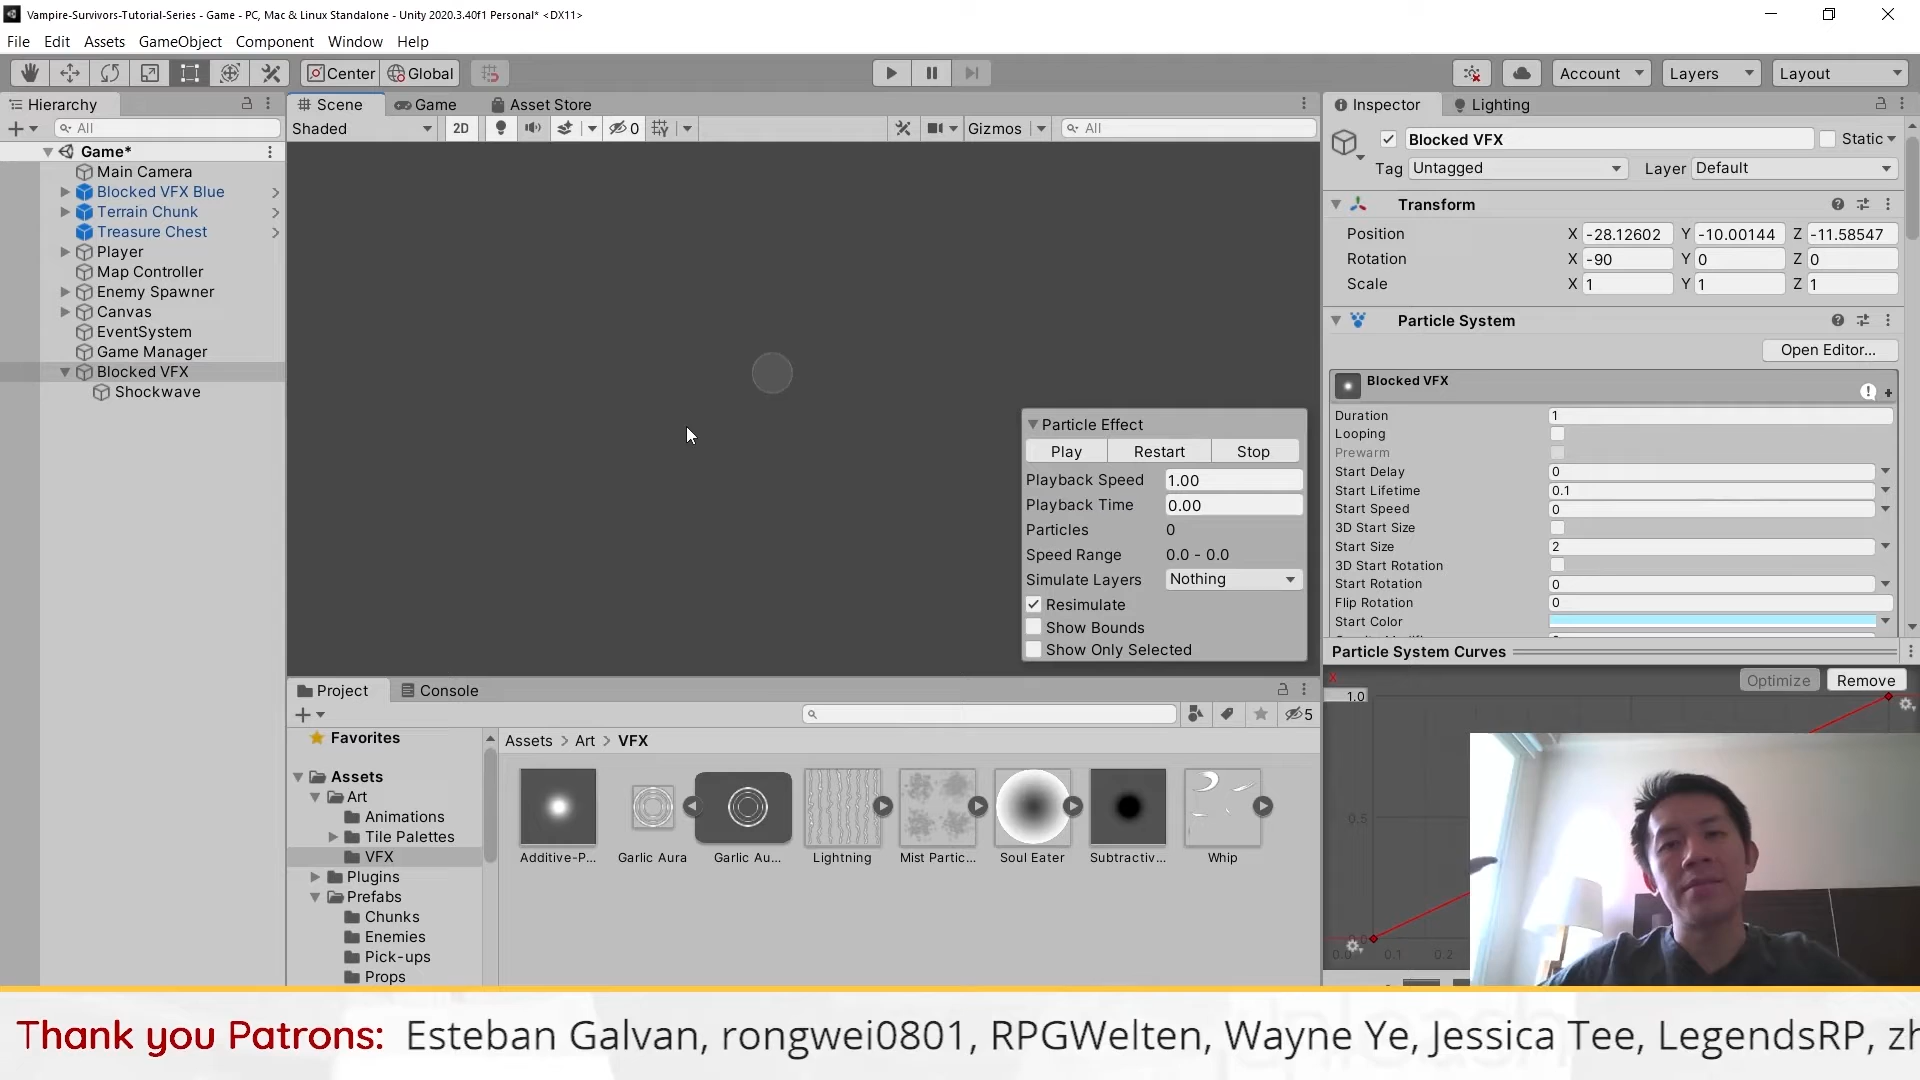 Vampire-Survivors-Tutorial-Series - Game - PC, Mac & Linux Standalone - Unity 2020.3.40f1 Personal* <DX11>
File Edit Assets GameObject Component Window Help
Center Global Account Layers Layout
Hierarchy
All
Game*
Main Camera
Blocked VFX Blue
Terrain Chunk
Treasure Chest
Player
Map Controller
Enemy Spawner
Canvas
EventSystem
Game Manager
Blocked VFX
Shockwave
Scene Game Asset Store
Shaded 2D 0 Gizmos All
Particle Effect
Play Restart Stop
Playback Speed 1.00
Playback Time 0.00
Particles 0
Speed Range 0.0 - 0.0
Simulate Layers Nothing
Resimulate
Show Bounds
Show Only Selected
Project Console
5
Favorites
Assets
Art
Animations
Tile Palettes
VFX
Plugins
Prefabs
Chunks
Enemies
Pick-ups
Props
Assets > Art > VFX
Additive-P... Garlic Aura Garlic Au... Lightning Mist Partic... Soul Eater Subtractiv... Whip
Inspector Lighting
Blocked VFX Static
Tag Untagged Layer Default
Transform
Position X -28.12602 Y -10.00144 Z -11.58547
Rotation X -90 Y 0 Z 0
Scale X 1 Y 1 Z 1
Particle System
Open Editor...
Blocked VFX
Duration 1
Looping
Prewarm
Start Delay 0
Start Lifetime 0.1
Start Speed 0
3D Start Size
Start Size 2
3D Start Rotation
Start Rotation 0
Flip Rotation 0
Start Color
Particle System Curves
X
Optimize Remove
1.0
0.5
0.0 0.1 0.2
Thank you Patrons: Esteban Galvan, rongwei0801, RPGWelten, Wayne Ye, Jessica Tee, LegendsRP, zh